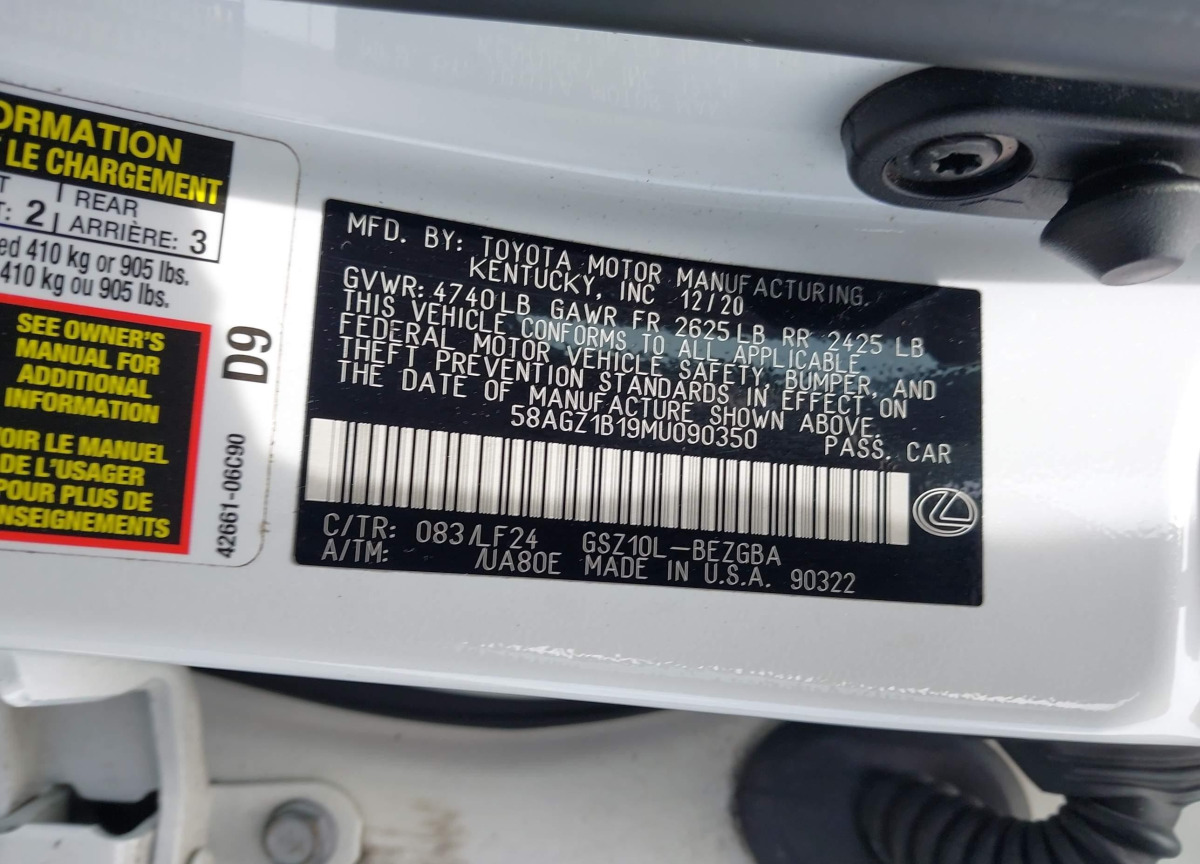 ORMATION
LE CHARGEMENT
REAR
: 2 | ARRIÈRE: 3
ed 410 kg or 905 lbs.
410 kg ou 905 lbs.
SEE OWNER'S
MANUAL FOR
ADDITIONAL
INFORMATION
OIR LE MANUEL
DE L'USAGER
POUR PLUS DE
NSEIGNEMENTS
D9
42661-06C90
MFD. BY: TOYOTA MOTOR MANUFACTURING.
KENTUCKY, INC 12/20
GVWR: 4740LB GAWR FR 2625LB RR 2425 LB
THIS VEHICLE CONFORMS TO ALL APPLICABLE
FEDERAL MOTOR VEHICLE SAFETY, BUMPER, AND
THEFT PREVENTION STANDARDS IN EFFECT ON
THE DATE OF MANUFACTURE SHOWN ABOVE.
58AGZ1B19MU090350 PASS. CAR
C/TR: 083/LF24 GSZ10L-BEZGBA
A/TM: /UA80E MADE IN U.S.A. 90322